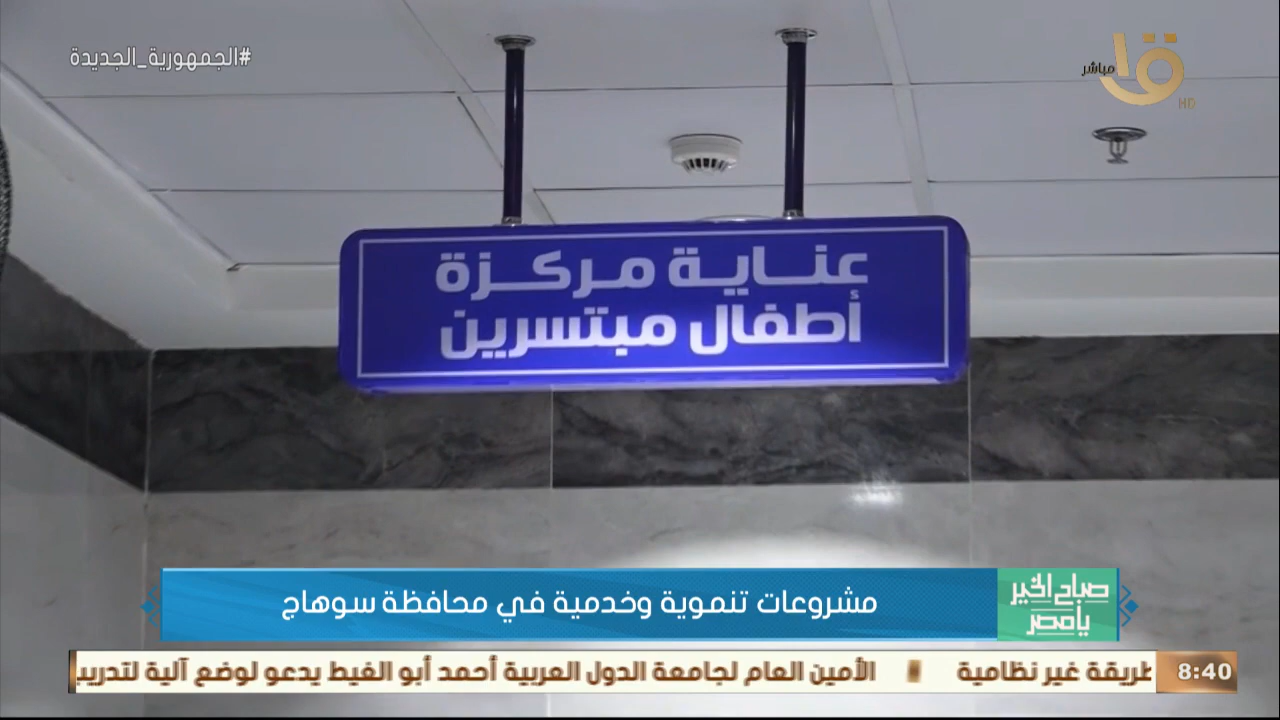 #الجمهورية_الجديدة
مباشر
HD
عناية مركزة
أطفال مبتسرين
صباح الخير
يا مصر
مشروعات تنموية وخدمية في محافظة سوهاج
8:40
طريقة غير نظامية
الأمين العام لجامعة الدول العربية أحمد أبو الغيط يدعو لوضع آلية لتدريب